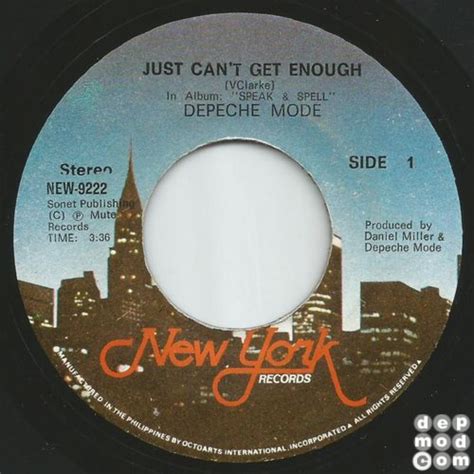 JUST CAN'T GET ENOUGH
(VClarke)
In Album: "SPEAK & SPELL"
DEPECHE MODE
Stereo
NEW-9222
Sonet Publishing
(C) Ⓟ Mute
Records
TIME: 3:36
SIDE 1
Produced by
Daniel Miller &
Depeche Mode
New York
RECORDS
MANUFACTURED IN THE PHILIPPINES BY OCTOARTS INTERNATIONAL, INCORPORATED • ALL RIGHTS RESERVED
dep
mod
com